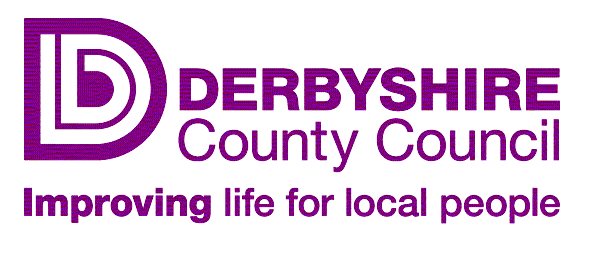 DERBYSHIRE
County Council
Improving life for local people